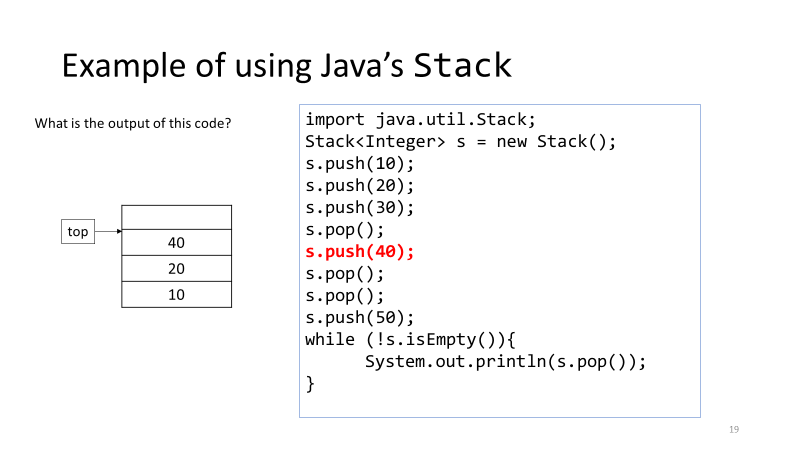 Example of using Java's Stack
What is the output of this code?
top
40
20
10
import java.util.Stack;
Stack<Integer> s = new Stack();
s.push(10);
s.push(20);
s.push(30);
s.pop();
s.push(40);
s.pop();
s.pop();
s.push(50);
while (!s.isEmpty()){
      System.out.println(s.pop());
}
19